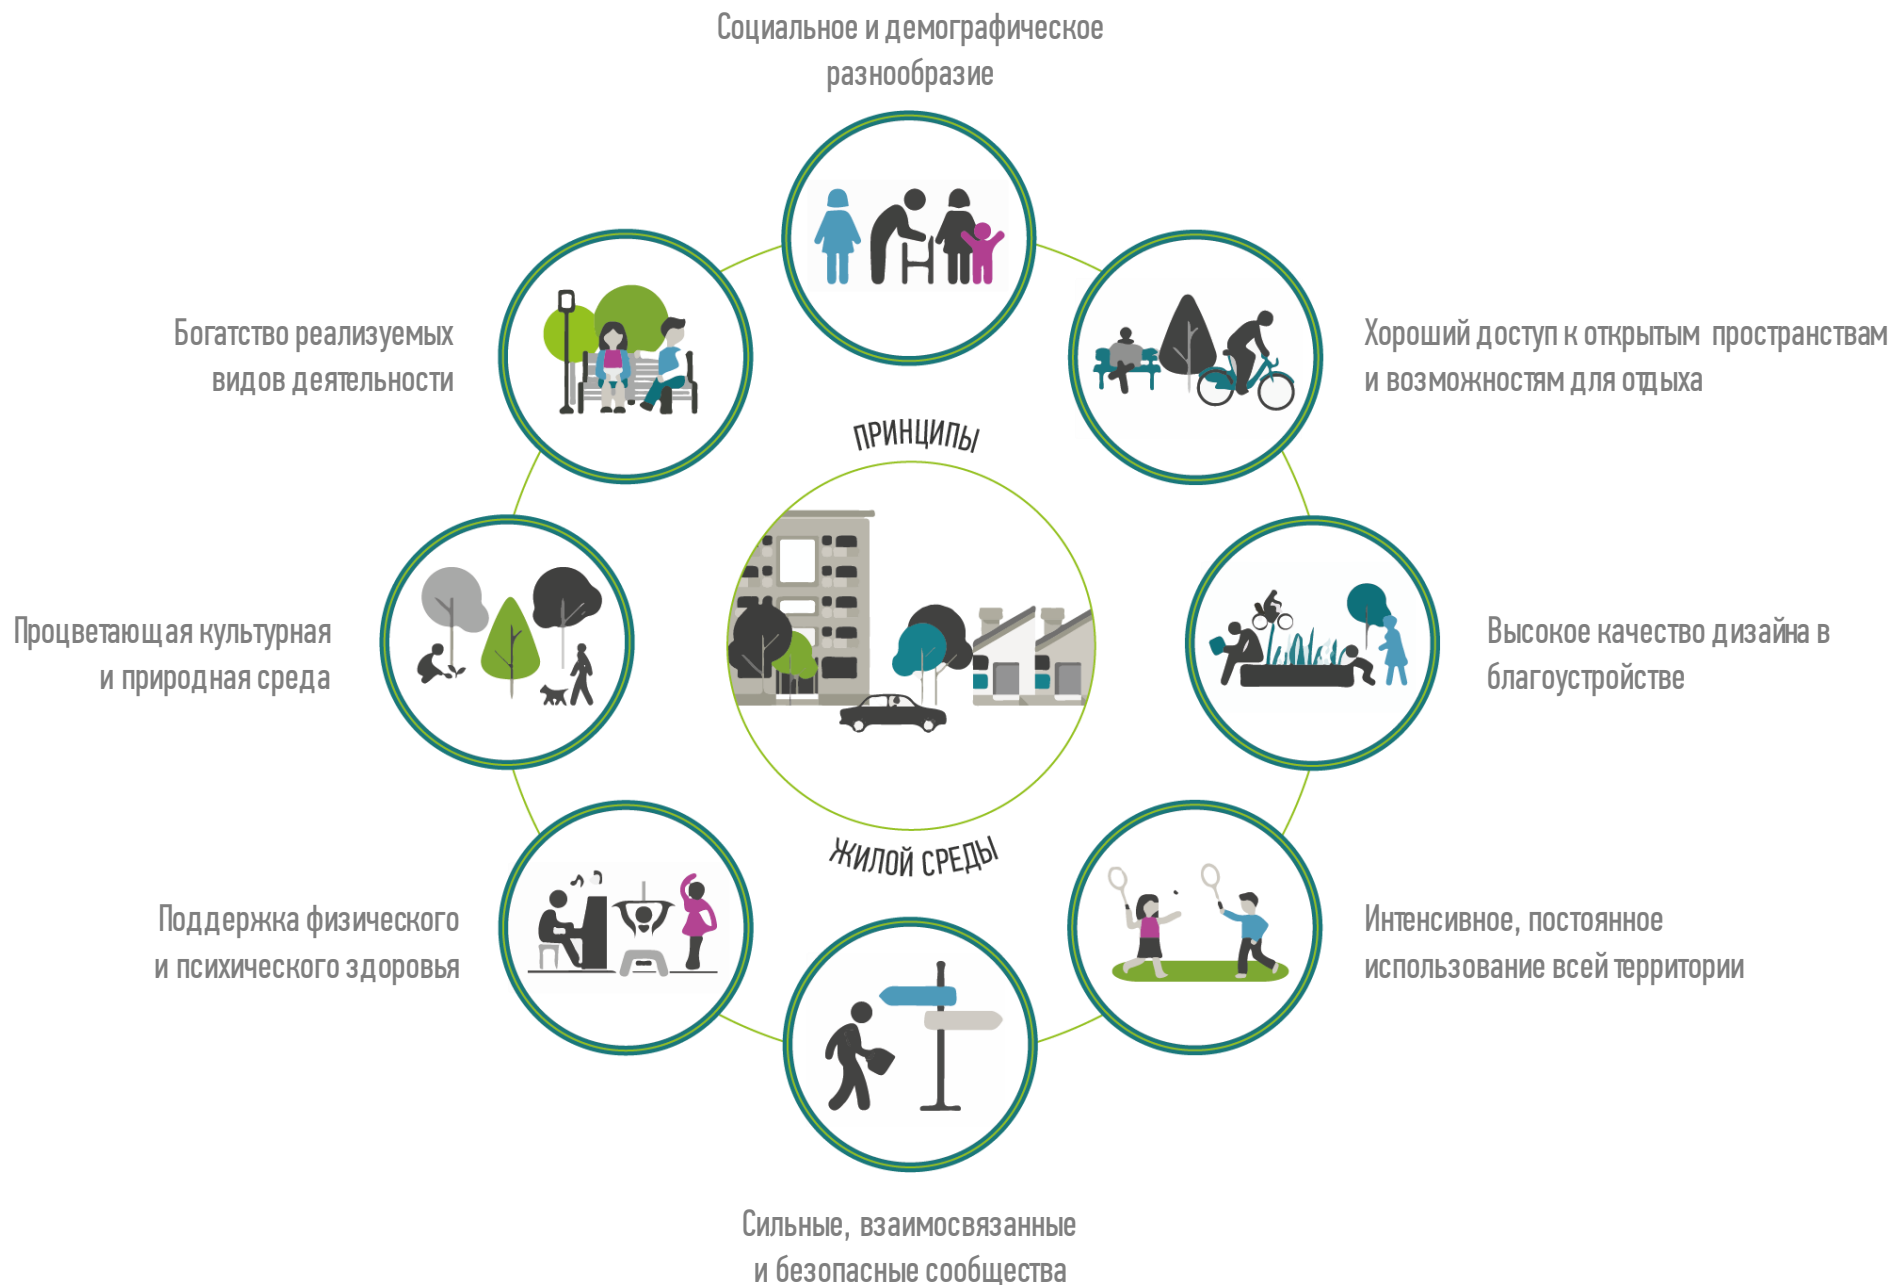 Социальное и демографическое
разнообразие
Хороший доступ к открытым пространствам
и возможностям для отдыха
Высокое качество дизайна в
благоустройстве
Интенсивное, постоянное
использование всей территории
Сильные, взаимосвязанные
и безопасные сообщества
Поддержка физического
и психического здоровья
Процветающая культурная
и природная среда
Богатство реализуемых
видов деятельности
ПРИНЦИПЫ
ЖИЛОЙ СРЕДЫ